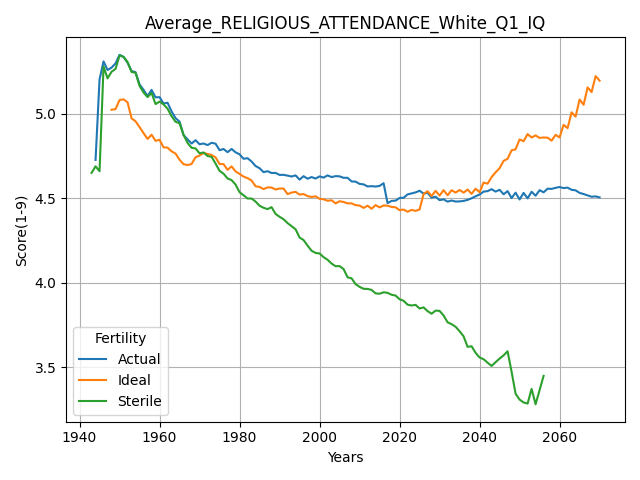 Average_RELIGIOUS_ATTENDANCE_White_Q1_IQ
Score(1-9)
5.0
4.5
4.0
3.5
Fertility
Actual
Ideal
Sterile
1940 1960 1980 2000 2020 2040 2060
Years